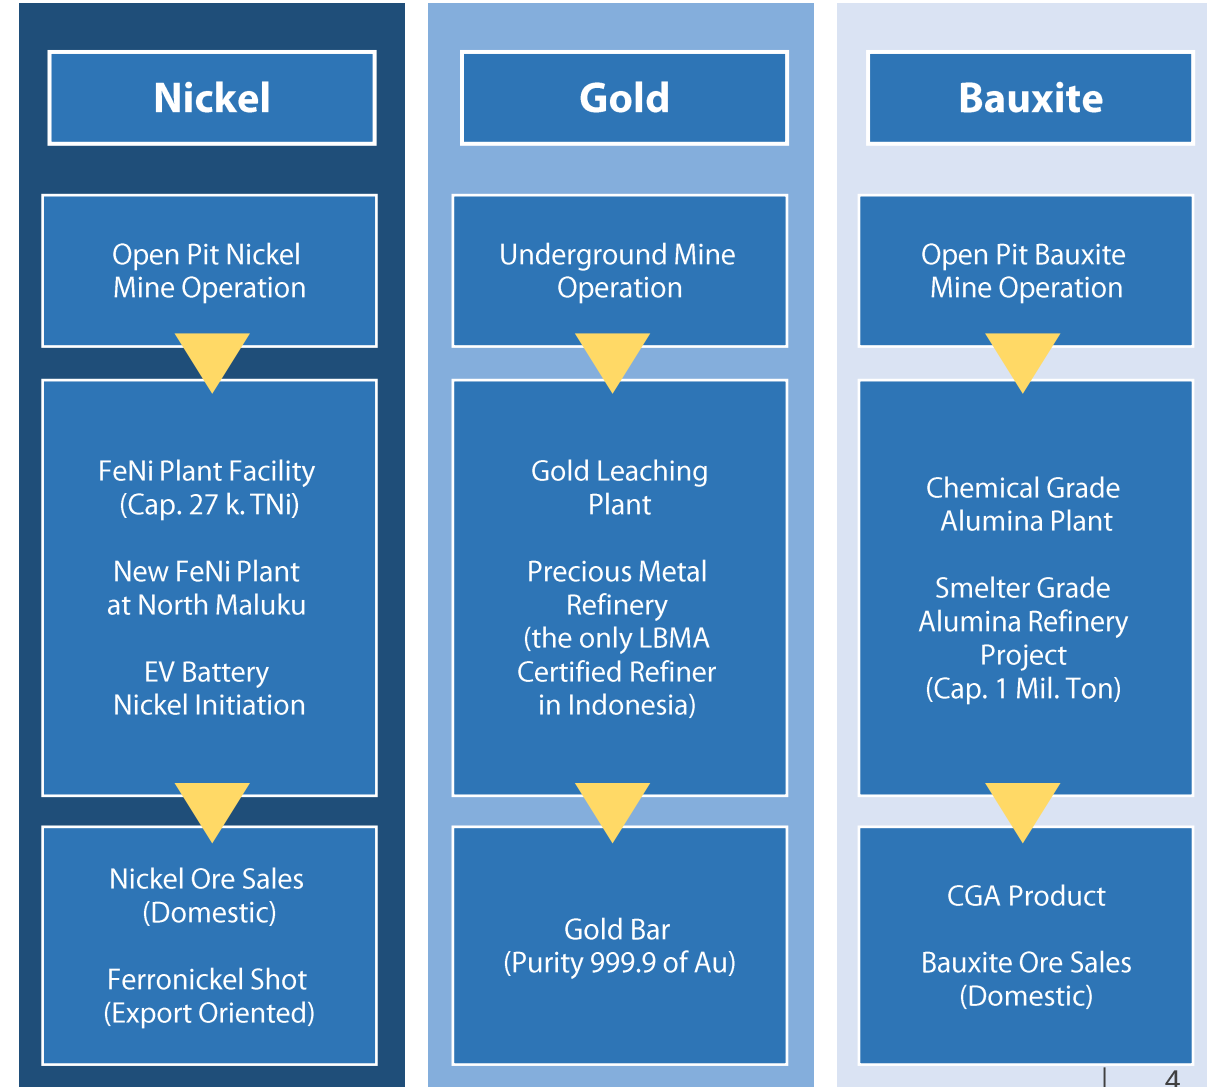 Nickel
Open Pit Nickel
Mine Operation
FeNi Plant Facility
(Cap. 27 k. TNi)
New FeNi Plant
at North Maluku
EV Battery
Nickel Initiation
Nickel Ore Sales
(Domestic)
Ferronickel Shot
(Export Oriented)
Gold
Underground Mine
Operation
Gold Leaching
Plant
Precious Metal
Refinery
(the only LBMA
Certified Refiner
in Indonesia)
Gold Bar
(Purity 999.9 of Au)
Bauxite
Open Pit Bauxite
Mine Operation
Chemical Grade
Alumina Plant
Smelter Grade
Alumina Refinery
Project
(Cap. 1 Mil. Ton)
CGA Product
Bauxite Ore Sales
(Domestic)
4